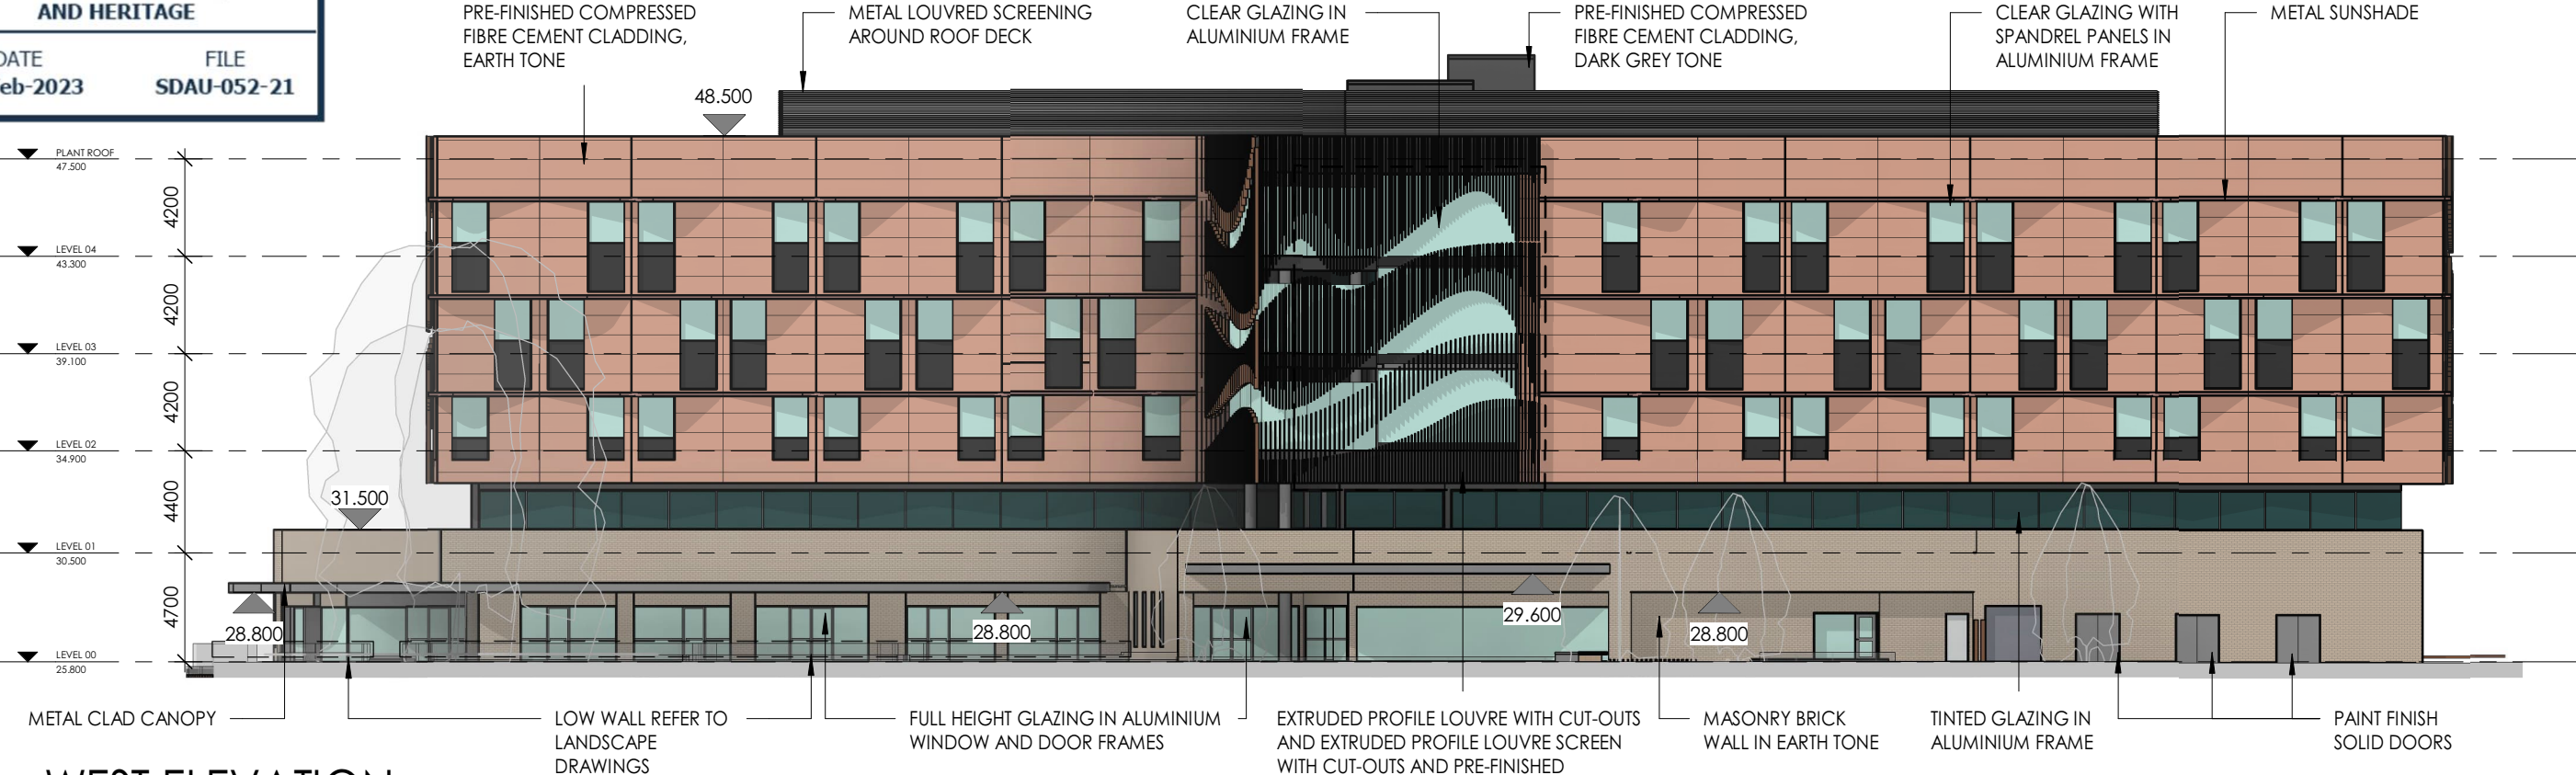 AND HERITAGE
DATE FILE
eb-2023 SDAU-052-21
PRE-FINISHED COMPRESSED
FIBRE CEMENT CLADDING,
EARTH TONE
METAL LOUVRED SCREENING
AROUND ROOF DECK
CLEAR GLAZING IN
ALUMINIUM FRAME
PRE-FINISHED COMPRESSED
FIBRE CEMENT CLADDING,
DARK GREY TONE
CLEAR GLAZING WITH
SPANDREL PANELS IN
ALUMINIUM FRAME
METAL SUNSHADE
48.500
PLANT ROOF
47.500
4200
LEVEL 04
43.300
4200
LEVEL 03
39.100
4200
LEVEL 02
34.900
4400
31.500
LEVEL 01
30.500
4700
28.800
28.800
29.600
28.800
LEVEL 00
25.800
METAL CLAD CANOPY
LOW WALL REFER TO
LANDSCAPE
DRAWINGS
FULL HEIGHT GLAZING IN ALUMINIUM
WINDOW AND DOOR FRAMES
EXTRUDED PROFILE LOUVRE WITH CUT-OUTS
AND EXTRUDED PROFILE LOUVRE SCREEN
WITH CUT-OUTS AND PRE-FINISHED
MASONRY BRICK
WALL IN EARTH TONE
TINTED GLAZING IN
ALUMINIUM FRAME
PAINT FINISH
SOLID DOORS
WEST ELEVATION